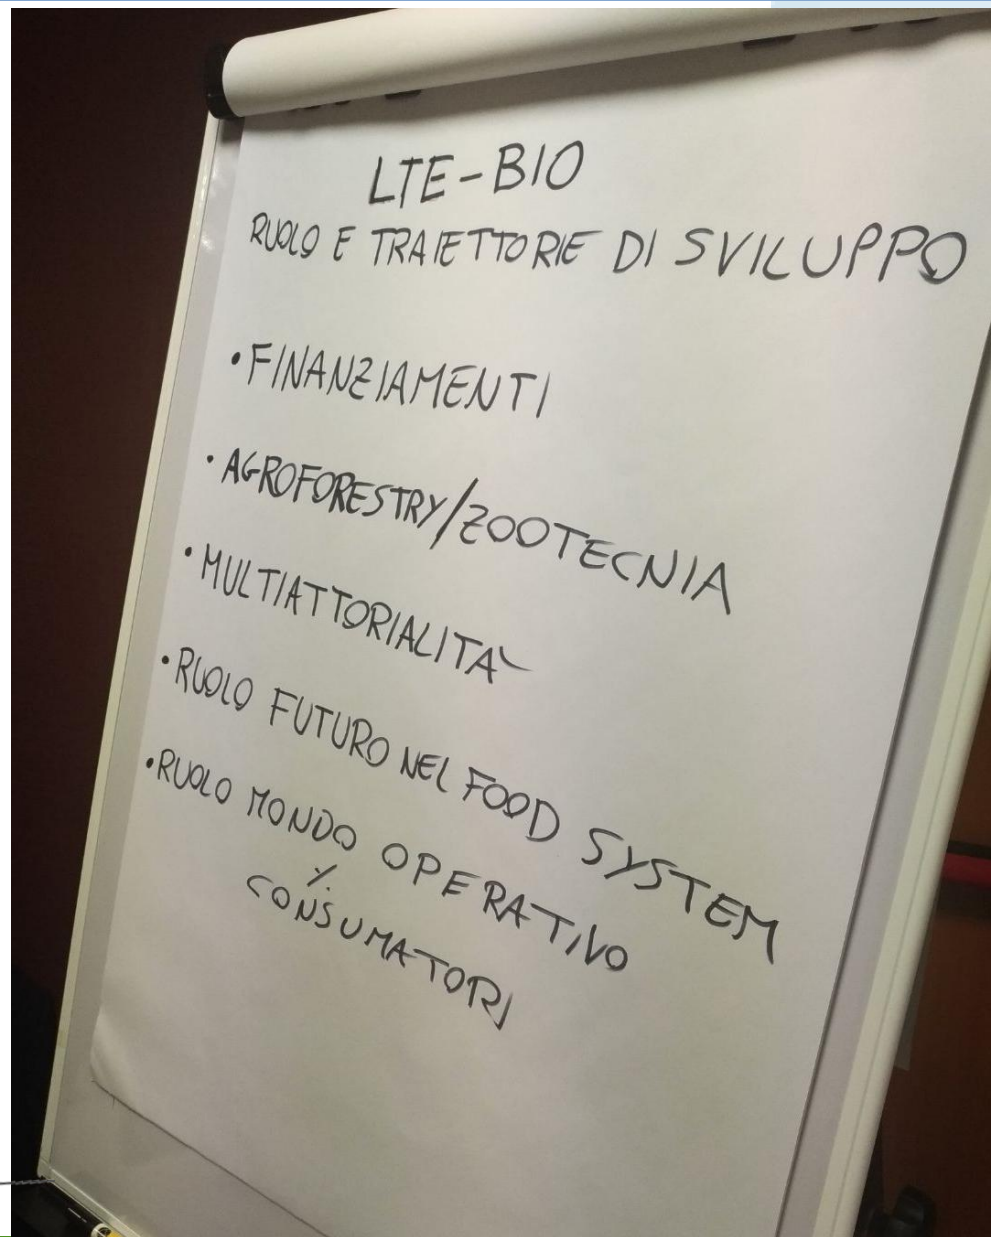 LTE-BIO
RUOLO E TRAIETTORIE DI SVILUPPO
• FINANZIAMENTI
• AGROFORESTRY/ZOOTECNIA
• MULTIATTORIALITÀ
• RUOLO FUTURO NEL FOOD SYSTEM
• RUOLO MONDO OPERATIVO
CONSUMATORI